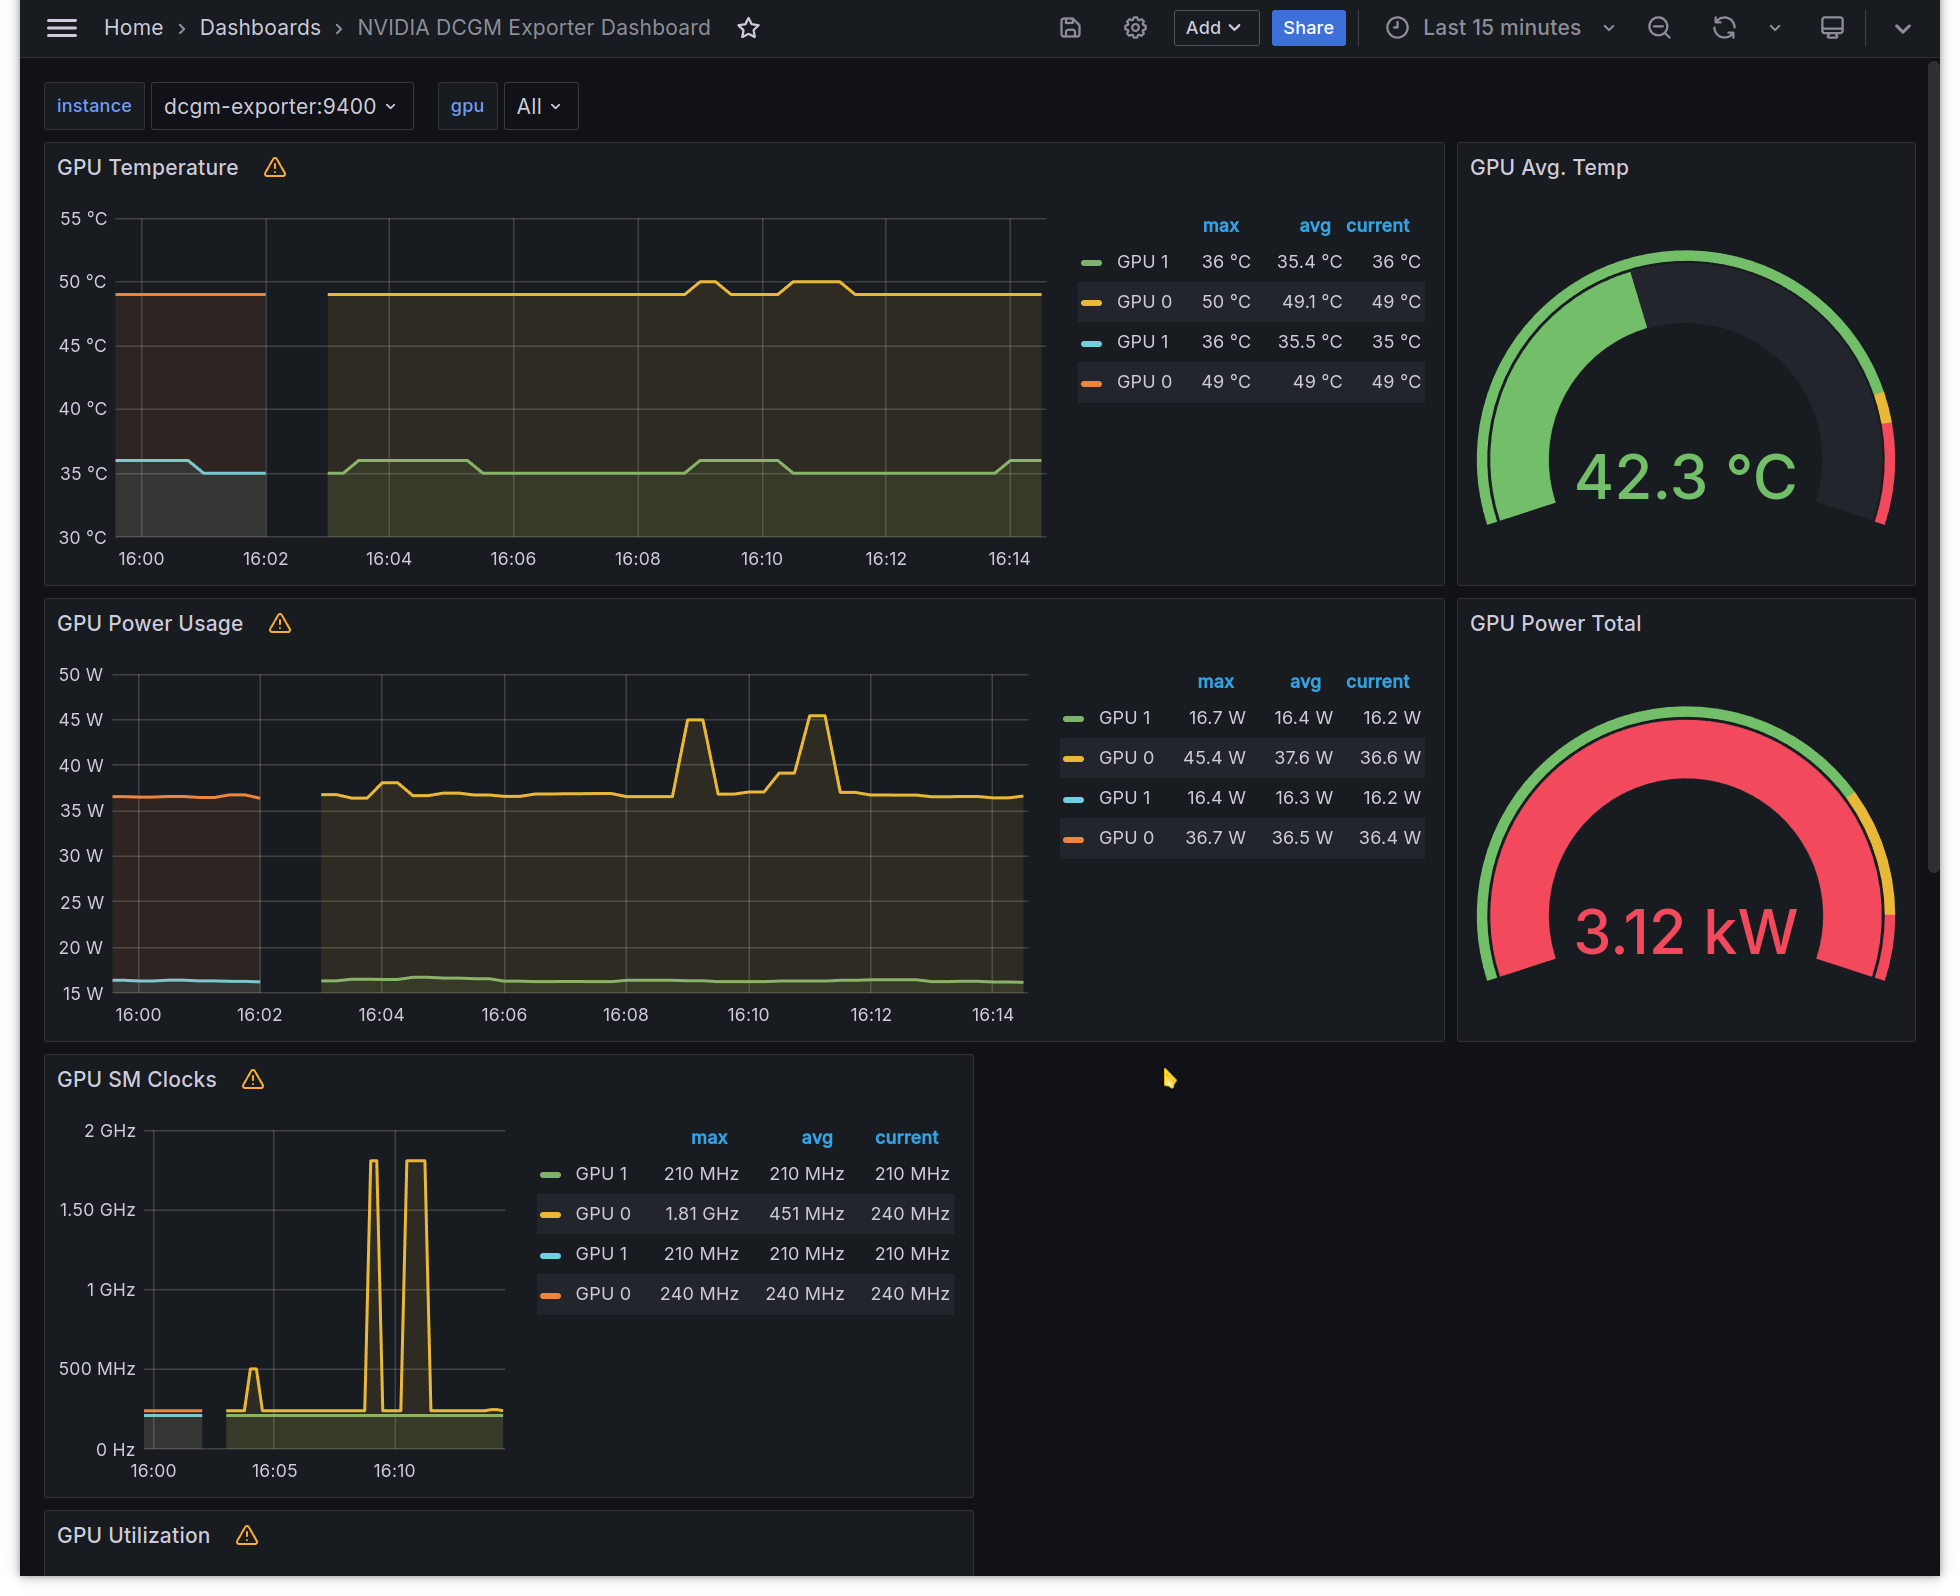 Home › Dashboards › NVIDIA DCGM Exporter Dashboard Add Share Last 15 minutes
instance dcgm-exporter:9400 gpu All
GPU Temperature
55 °C
50 °C
45 °C
40 °C
35 °C
30 °C
16:00 16:02 16:04 16:06 16:08 16:10 16:12 16:14
max avg current
GPU 1 36 °C 35.4 °C 36 °C
GPU 0 50 °C 49.1 °C 49 °C
GPU 1 36 °C 35.5 °C 35 °C
GPU 0 49 °C 49 °C 49 °C
GPU Avg. Temp
42.3 °C
GPU Power Usage
50 W
45 W
40 W
35 W
30 W
25 W
20 W
15 W
16:00 16:02 16:04 16:06 16:08 16:10 16:12 16:14
max avg current
GPU 1 16.7 W 16.4 W 16.2 W
GPU 0 45.4 W 37.6 W 36.6 W
GPU 1 16.4 W 16.3 W 16.2 W
GPU 0 36.7 W 36.5 W 36.4 W
GPU Power Total
3.12 kW
GPU SM Clocks
2 GHz
1.50 GHz
1 GHz
500 MHz
0 Hz
16:00 16:05 16:10
max avg current
GPU 1 210 MHz 210 MHz 210 MHz
GPU 0 1.81 GHz 451 MHz 240 MHz
GPU 1 210 MHz 210 MHz 210 MHz
GPU 0 240 MHz 240 MHz 240 MHz
GPU Utilization